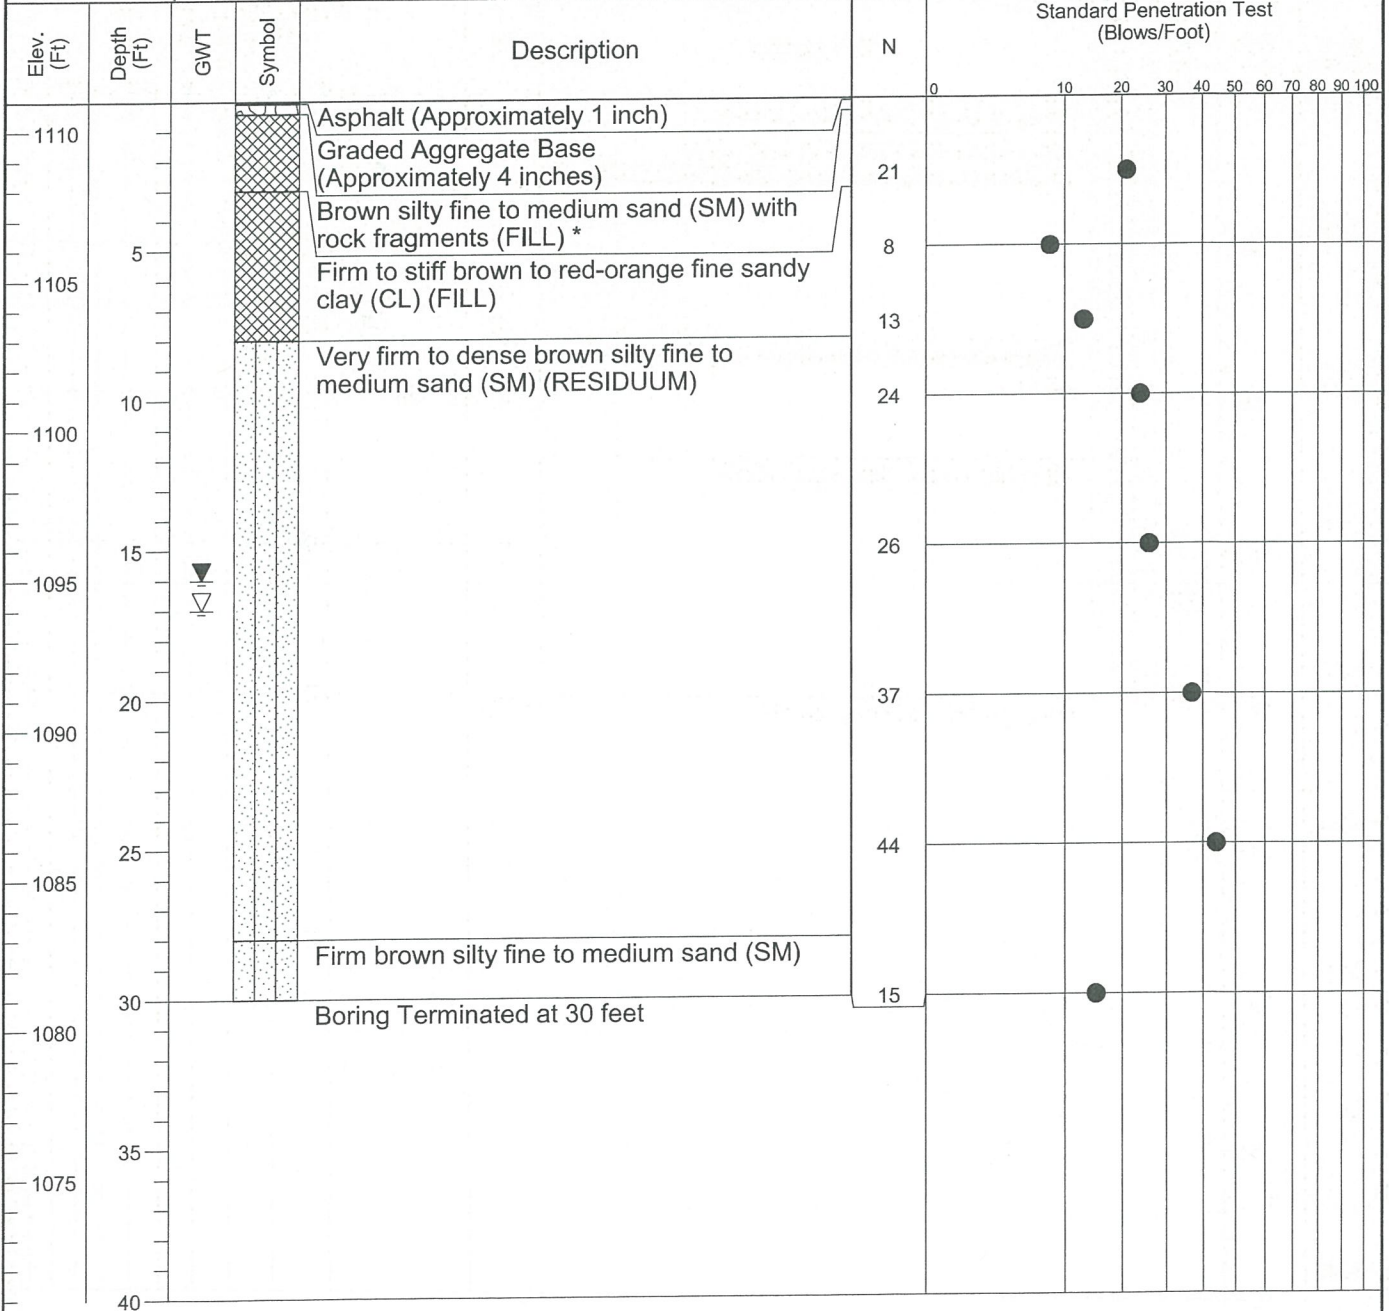 Elev.
(Ft)
Depth
(Ft)
GWT
Symbol
Description
N
Standard Penetration Test
(Blows/Foot)
0 10 20 30 40 50 60 70 80 90 100
Asphalt (Approximately 1 inch)
1110
Graded Aggregate Base
(Approximately 4 inches)
21
Brown silty fine to medium sand (SM) with
rock fragments (FILL) *
5
8
Firm to stiff brown to red-orange fine sandy
1105
clay (CL) (FILL)
13
Very firm to dense brown silty fine to
medium sand (SM) (RESIDUUM)
10
24
1100
15
26
1095
20
37
1090
25
44
1085
Firm brown silty fine to medium sand (SM)
30
15
Boring Terminated at 30 feet
1080
35
1075
40